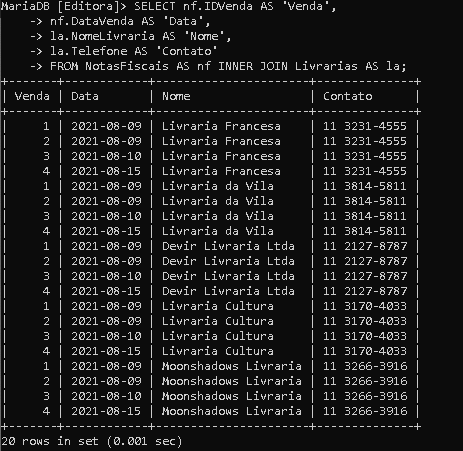 MariaDB [Editora]> SELECT nf.IDVenda AS 'Venda',
    -> nf.DataVenda AS 'Data',
    -> la.NomeLivraria AS 'Nome',
    -> la.Telefone AS 'Contato'
    -> FROM NotasFiscais AS nf INNER JOIN Livrarias AS la;
+-------+------------+----------------------+--------------+
| Venda | Data       | Nome                 | Contato      |
+-------+------------+----------------------+--------------+
|     1 | 2021-08-09 | Livraria Francesa    | 11 3231-4555 |
|     2 | 2021-08-09 | Livraria Francesa    | 11 3231-4555 |
|     3 | 2021-08-10 | Livraria Francesa    | 11 3231-4555 |
|     4 | 2021-08-15 | Livraria Francesa    | 11 3231-4555 |
|     1 | 2021-08-09 | Livraria da Vila     | 11 3814-5811 |
|     2 | 2021-08-09 | Livraria da Vila     | 11 3814-5811 |
|     3 | 2021-08-10 | Livraria da Vila     | 11 3814-5811 |
|     4 | 2021-08-15 | Livraria da Vila     | 11 3814-5811 |
|     1 | 2021-08-09 | Devir Livraria Ltda  | 11 2127-8787 |
|     2 | 2021-08-09 | Devir Livraria Ltda  | 11 2127-8787 |
|     3 | 2021-08-10 | Devir Livraria Ltda  | 11 2127-8787 |
|     4 | 2021-08-15 | Devir Livraria Ltda  | 11 2127-8787 |
|     1 | 2021-08-09 | Livraria Cultura     | 11 3170-4033 |
|     2 | 2021-08-09 | Livraria Cultura     | 11 3170-4033 |
|     3 | 2021-08-10 | Livraria Cultura     | 11 3170-4033 |
|     4 | 2021-08-15 | Livraria Cultura     | 11 3170-4033 |
|     1 | 2021-08-09 | Moonshadows Livraria | 11 3266-3916 |
|     2 | 2021-08-09 | Moonshadows Livraria | 11 3266-3916 |
|     3 | 2021-08-10 | Moonshadows Livraria | 11 3266-3916 |
|     4 | 2021-08-15 | Moonshadows Livraria | 11 3266-3916 |
+-------+------------+----------------------+--------------+
20 rows in set (0.001 sec)